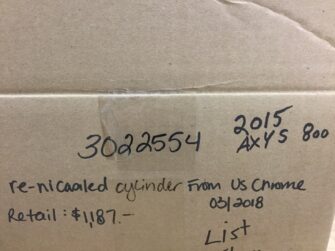 3022554
2015
AXYS 800
re-nicaaled cylinder From US Chrome
03/2018
Retail: $1,187.-
List